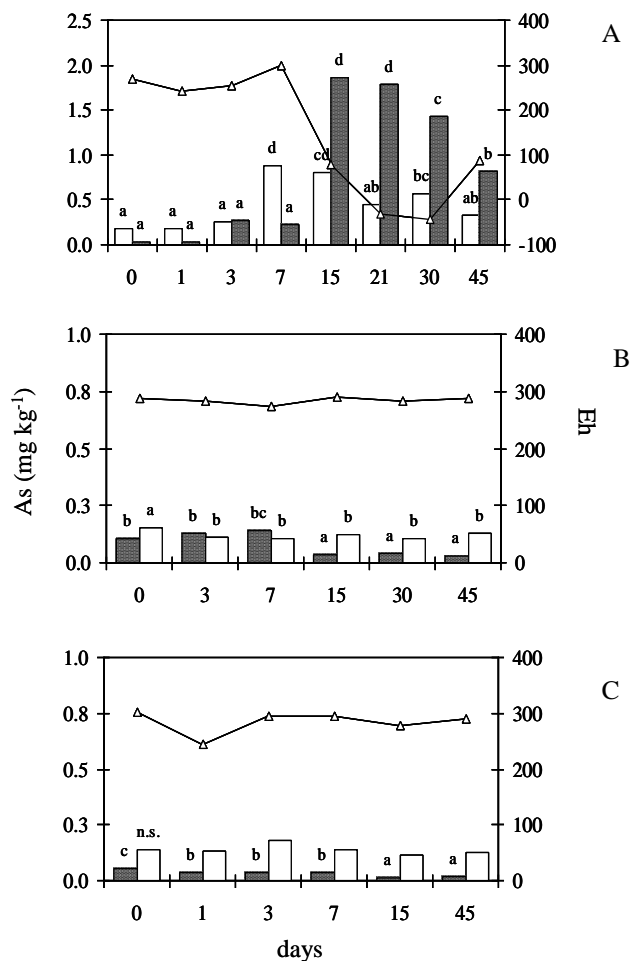 2.5 400 A
2.0 d d 300
1.5 c 200
1.0 d cd b 100
0.5 a a a a a a a ab bc ab 0
0.0 -100
0 1 3 7 15 21 30 45
1.0 400 B
0.8 300
0.5 200
0.3 b a b b bc b a b a b a b 100
0.0 0
0 3 7 15 30 45
As (mg kg⁻¹)
Eh
1.0 400 C
0.8 300
0.5 200
0.3 c n.s. b b b a a 100
0.0 0
0 1 3 7 15 45
days